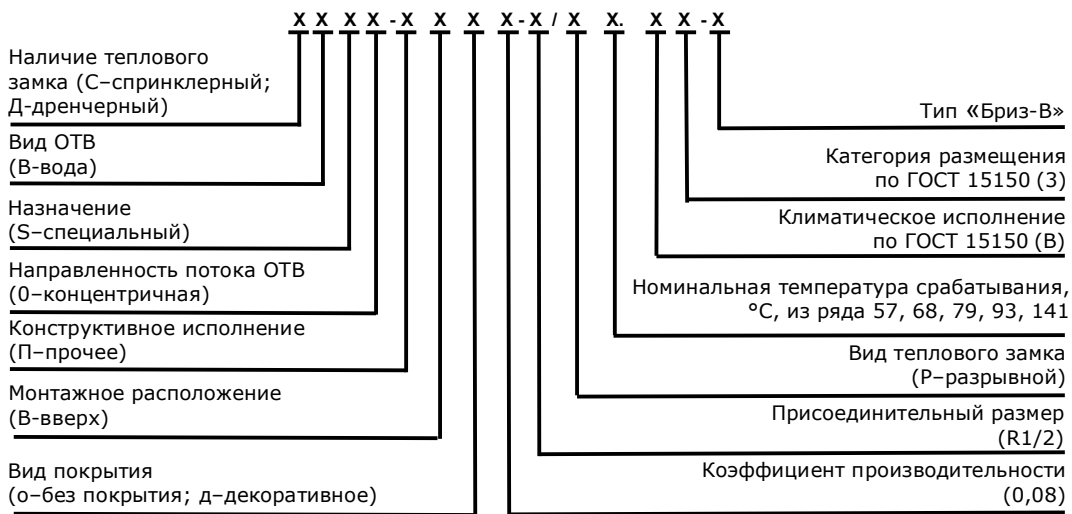 X X X X - X X X X - X / X X. X X - X
Наличие теплового
замка (С–спринклерный;
Д-дренчерный)
Вид ОТВ
(В-вода)
Назначение
(S–специальный)
Направленность потока ОТВ
(0–концентричная)
Конструктивное исполнение
(П–прочее)
Монтажное расположение
(В-вверх)
Вид покрытия
(о–без покрытия; д–декоративное)
Тип «Бриз-В»
Категория размещения
по ГОСТ 15150 (3)
Климатическое исполнение
по ГОСТ 15150 (В)
Номинальная температура срабатывания,
°С, из ряда 57, 68, 79, 93, 141
Вид теплового замка
(Р–разрывной)
Присоединительный размер
(R1/2)
Коэффициент производительности
(0,08)